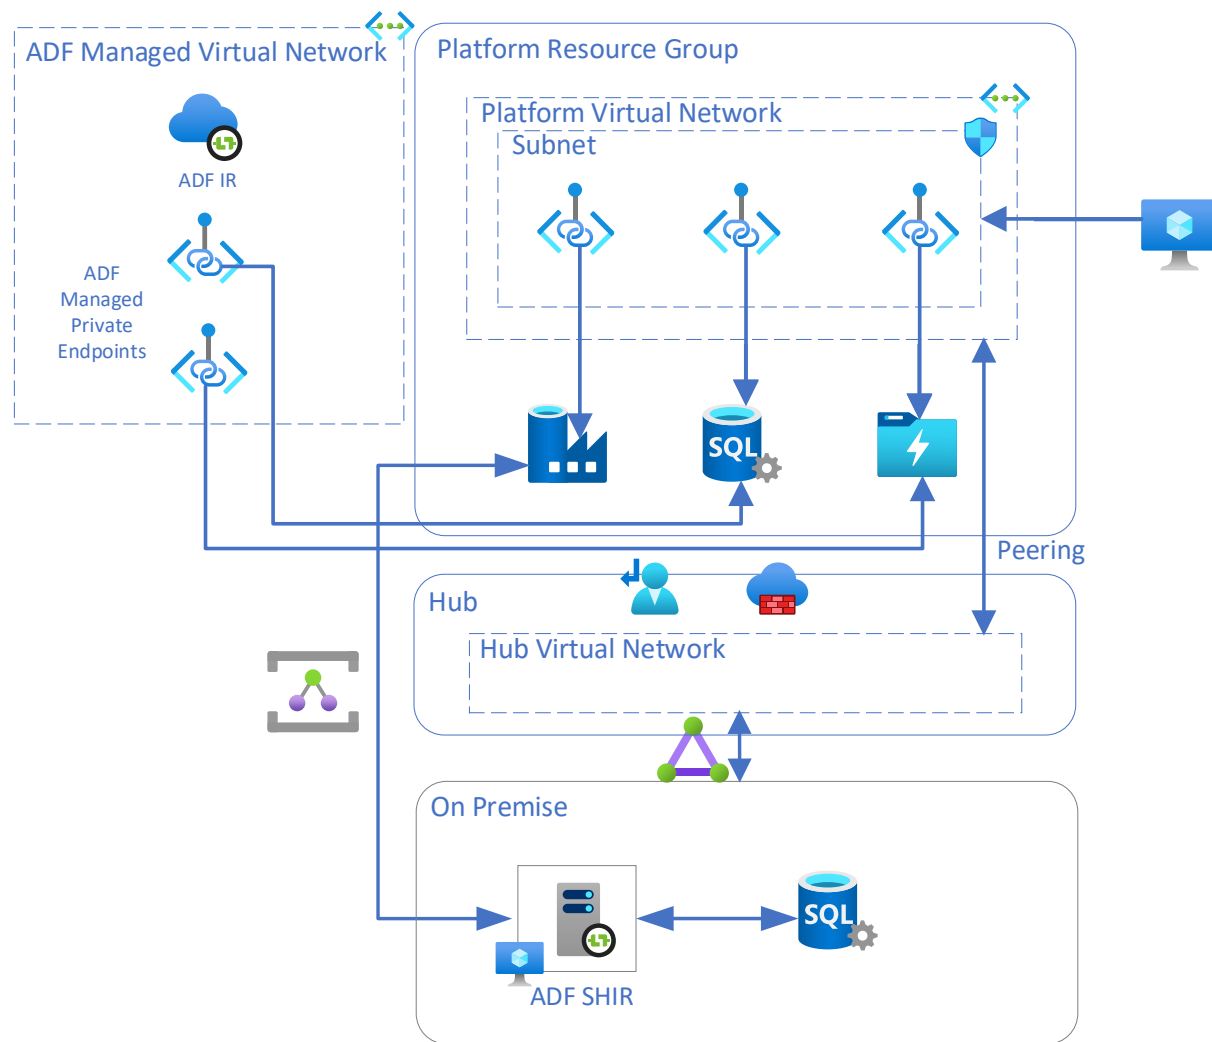 ADF Managed Virtual Network
Platform Resource Group
Platform Virtual Network
Subnet
ADF IR
ADF
Managed
Private
Endpoints
SQL
Peering
Hub
Hub Virtual Network
On Premise
SQL
ADF SHIR